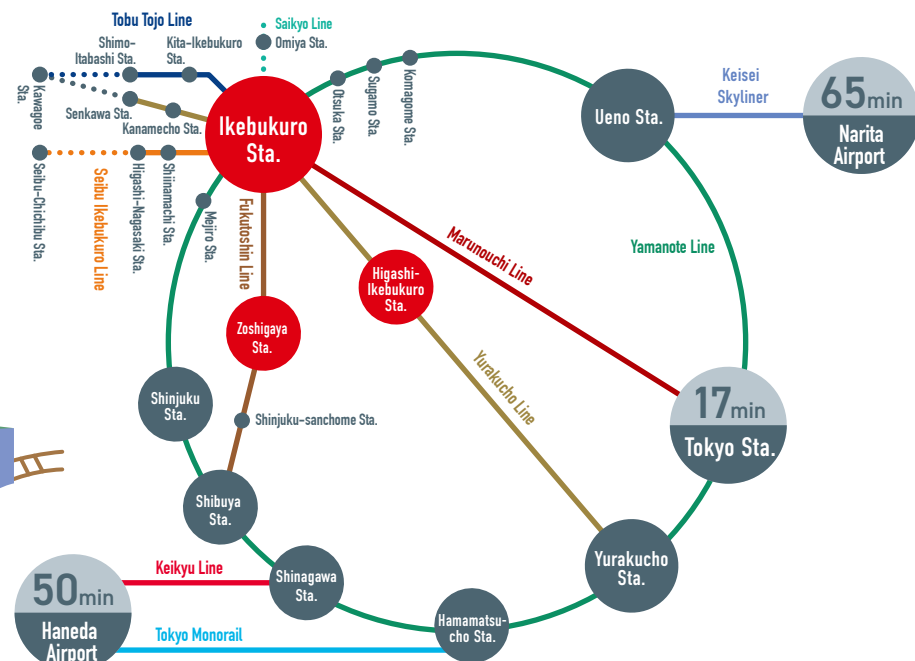 Tobu Tojo Line
Saikyo Line
Omiya Sta.
Shimo-
Itabashi Sta.
Kita-Ikebukuro
Sta.
Kawagoe
Sta.
Senkawa Sta.
Kanamecho Sta.
Ikebukuro
Sta.
Otsuka Sta.
Sugamo Sta.
Komagome Sta.
Ueno Sta.
Keisei
Skyliner
65min
Narita
Airport
Seibu-Chichibu Sta.
Seibu Ikebukuro Line
Higashi-Nagasaki Sta.
Shiinamachi Sta.
Mejiro Sta.
Fukutoshin Line
Higashi-
Ikebukuro
Sta.
Marunouchi Line
Yamanote Line
Zoshigaya
Sta.
Yurakucho Line
Shinjuku
Sta.
Shinjuku-sanchome Sta.
17min
Tokyo Sta.
Shibuya
Sta.
Yurakucho
Sta.
Keikyu Line
Shinagawa
Sta.
50min
Haneda
Airport
Tokyo Monorail
Hamamatsu-
cho Sta.